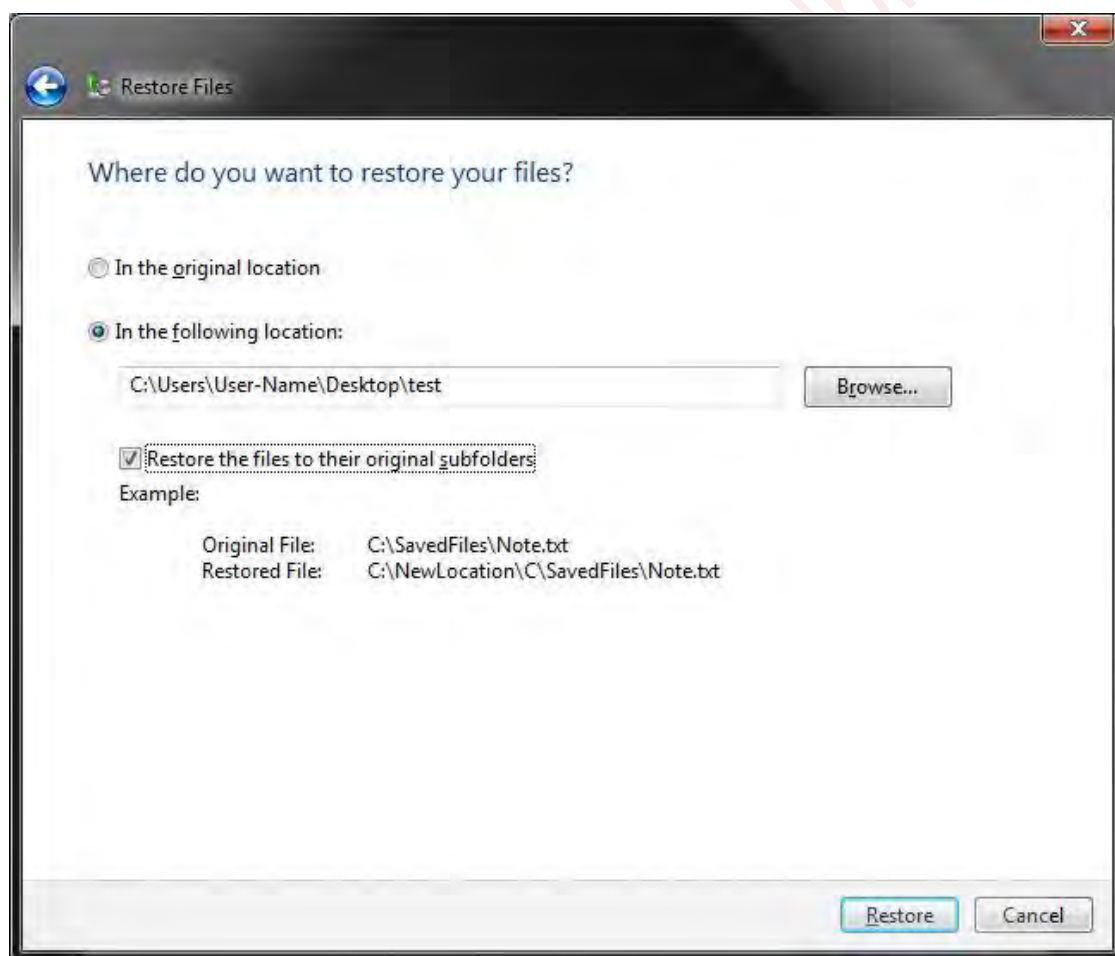 Restore Files
Where do you want to restore your files?
In the original location
In the following location:
C:\Users\User-Name\Desktop\test
Browse...
Restore the files to their original subfolders
Example:
Original File: C:\SavedFiles\Note.txt
Restored File: C:\NewLocation\C\SavedFiles\Note.txt
Restore Cancel